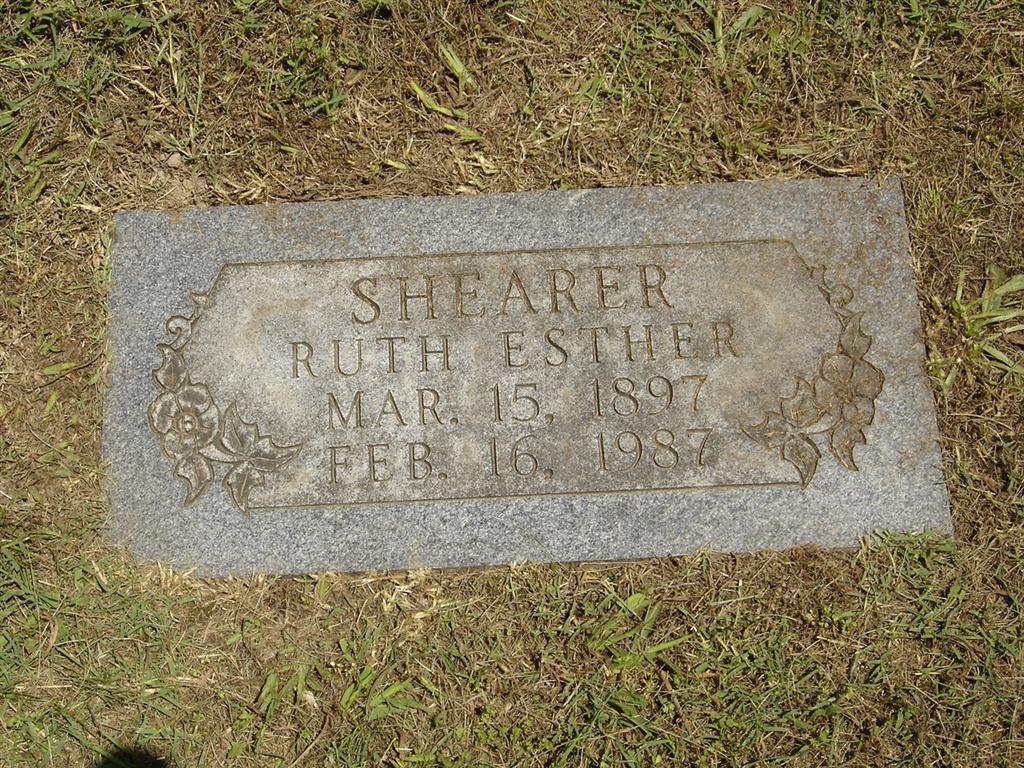 SHEARER
RUTH ESTHER
MAR. 15, 1897
FEB. 16, 1987